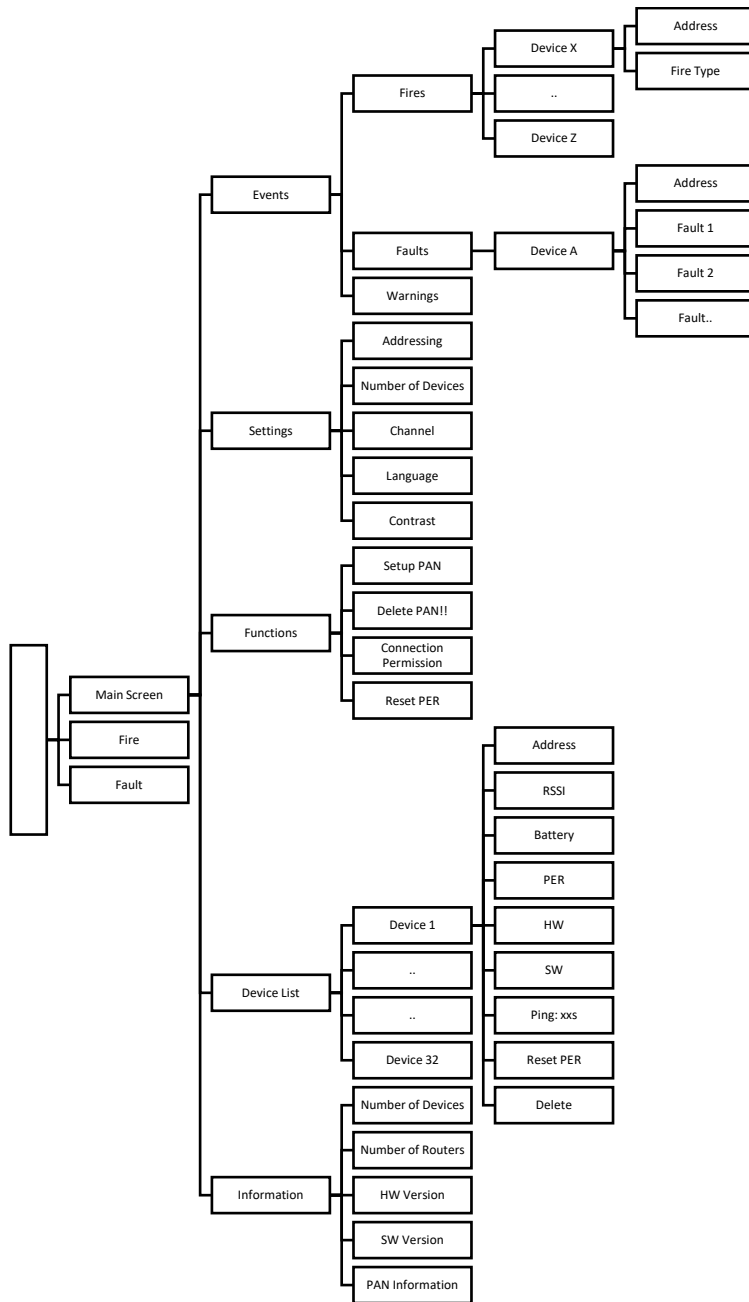 Main Screen
Events
Fires
Device X
Address
Fire Type
..
Device Z
Faults
Device A
Address
Fault 1
Fault 2
Fault..
Warnings
Settings
Addressing
Number of Devices
Channel
Language
Contrast
Functions
Setup PAN
Delete PAN!!
Connection
Permission
Reset PER
Device List
Device 1
Address
RSSI
Battery
PER
HW
SW
Ping: xxs
Reset PER
Delete
..
..
Device 32
Information
Number of Devices
Number of Routers
HW Version
SW Version
PAN Information
Fire
Fault